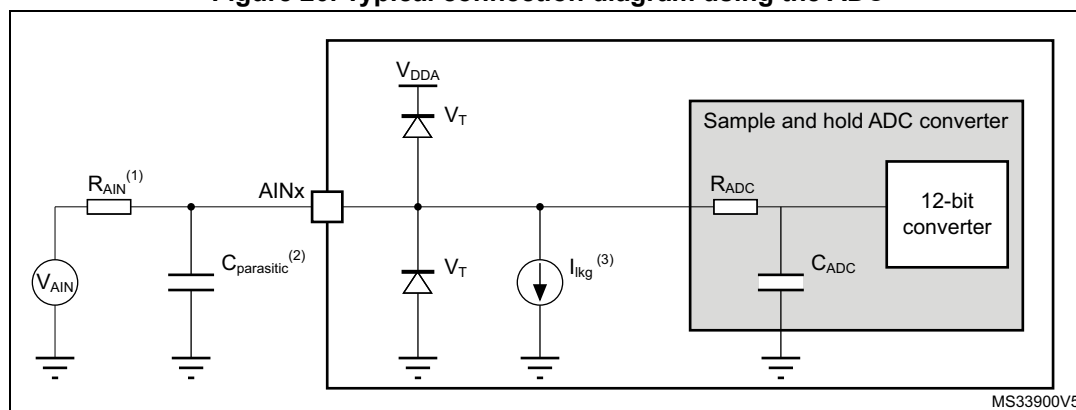 Figure 26. Typical connection diagram using the ADC
V_DDA
V_T
Sample and hold ADC converter
R_AIN(1)
AINx
R_ADC
12-bit
converter
C_parasitic(2)
V_T
I_lkg(3)
C_ADC
V_AIN
MS33900V5